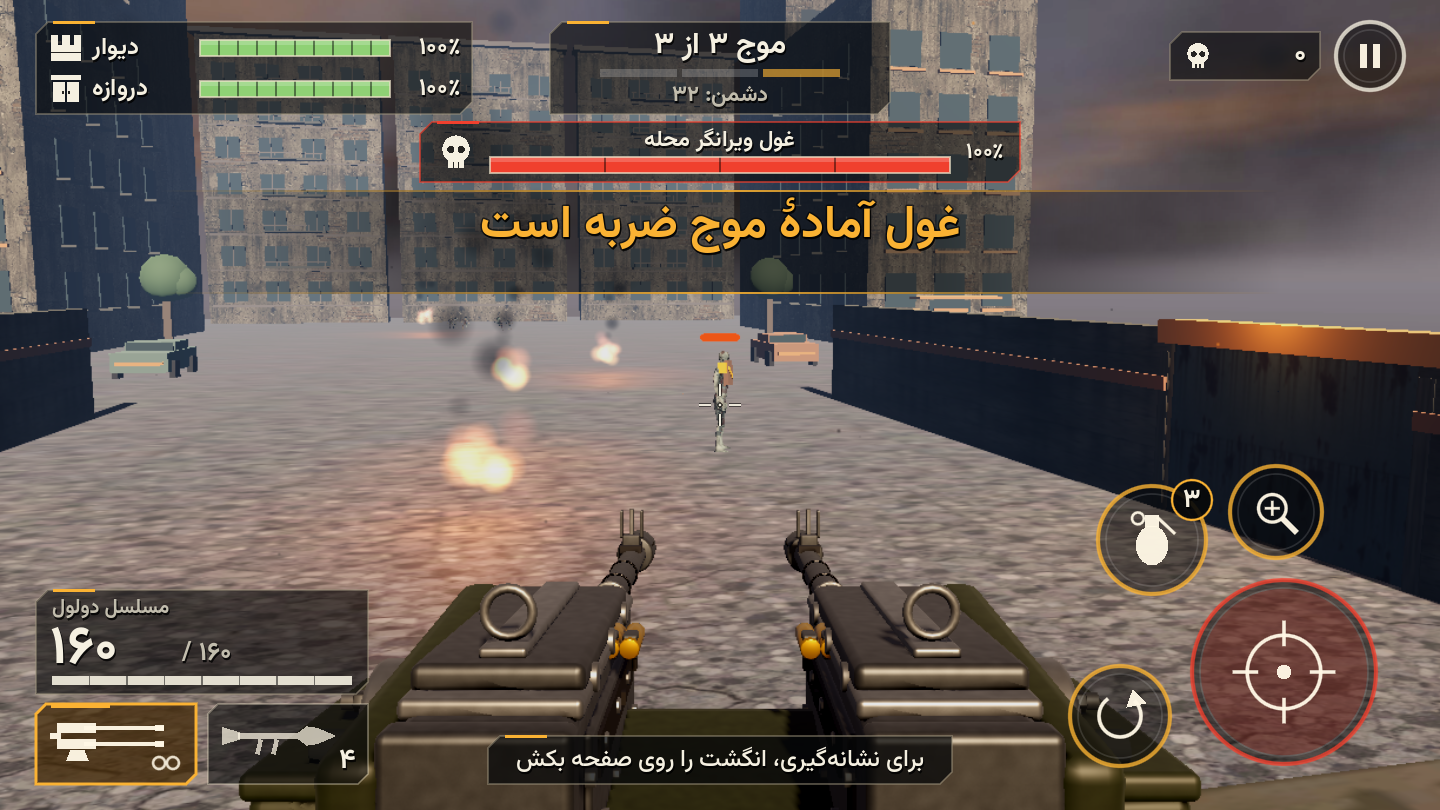 دیوار ۱۰۰٪
دروازه ۱۰۰٪
موج ۳ از ۳
دشمن: ۳۲
۰
غول ویرانگر محله ۱۰۰٪
غول آمادهٔ موج ضربه است
۳
مسلسل دولول
۱۶۰ / ۱۶۰
∞
۴
برای نشانه‌گیری، انگشت را روی صفحه بکش